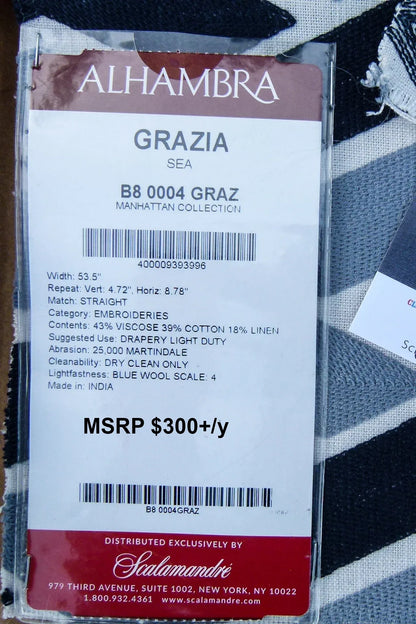 ALHAMBRA
GRAZIA
SEA
B8 0004 GRAZ
MANHATTAN COLLECTION
400009393996
Width: 53.5"
Repeat: Vert: 4.72", Horiz: 8.78"
Match: STRAIGHT
Category: EMBROIDERIES
Contents: 43% VISCOSE 39% COTTON 18% LINEN
Suggested Use: DRAPERY LIGHT DUTY
Abrasion: 25,000 MARTINDALE
Cleanability: DRY CLEAN ONLY
Lightfastness: BLUE WOOL SCALE: 4
Made in: INDIA
MSRP $300+/y
B8 0004GRAZ
DISTRIBUTED EXCLUSIVELY BY
Scalamandré
979 THIRD AVENUE, SUITE 1002, NEW YORK, NY 10022
1.800.932.4361 www.scalamandre.com